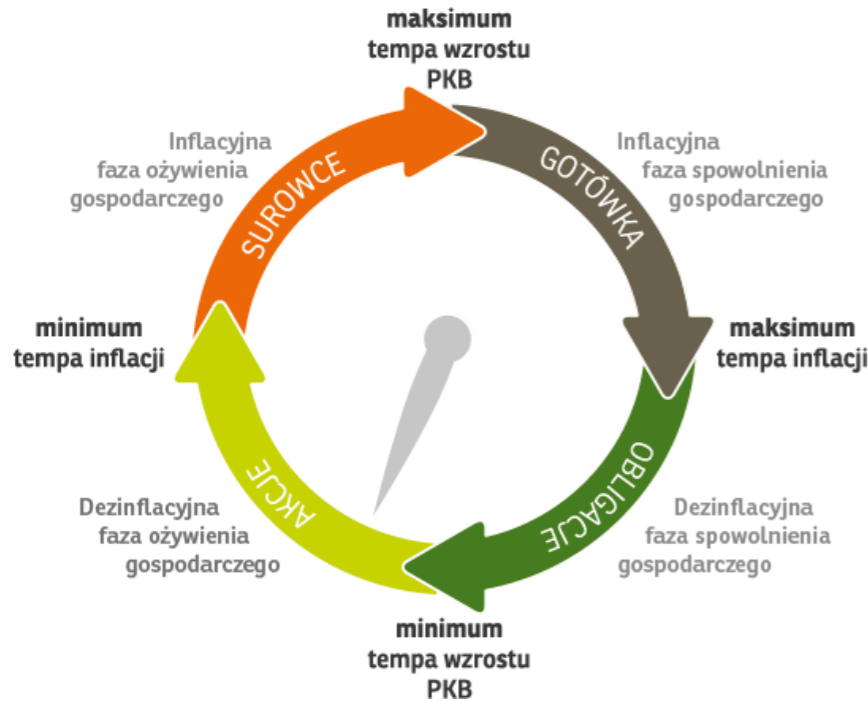 maksimum
tempa wzrostu
PKB
Inflacyjna
faza ożywienia
gospodarczego
SUROWCE
GOTÓWKA
Inflacyjna
faza spowolnienia
gospodarczego
minimum
tempa inflacji
maksimum
tempa inflacji
Dezinflacyjna
faza ożywienia
gospodarczego
AKCJE
OBLIGACJE
Dezinflacyjna
faza spowolnienia
gospodarczego
minimum
tempa wzrostu
PKB